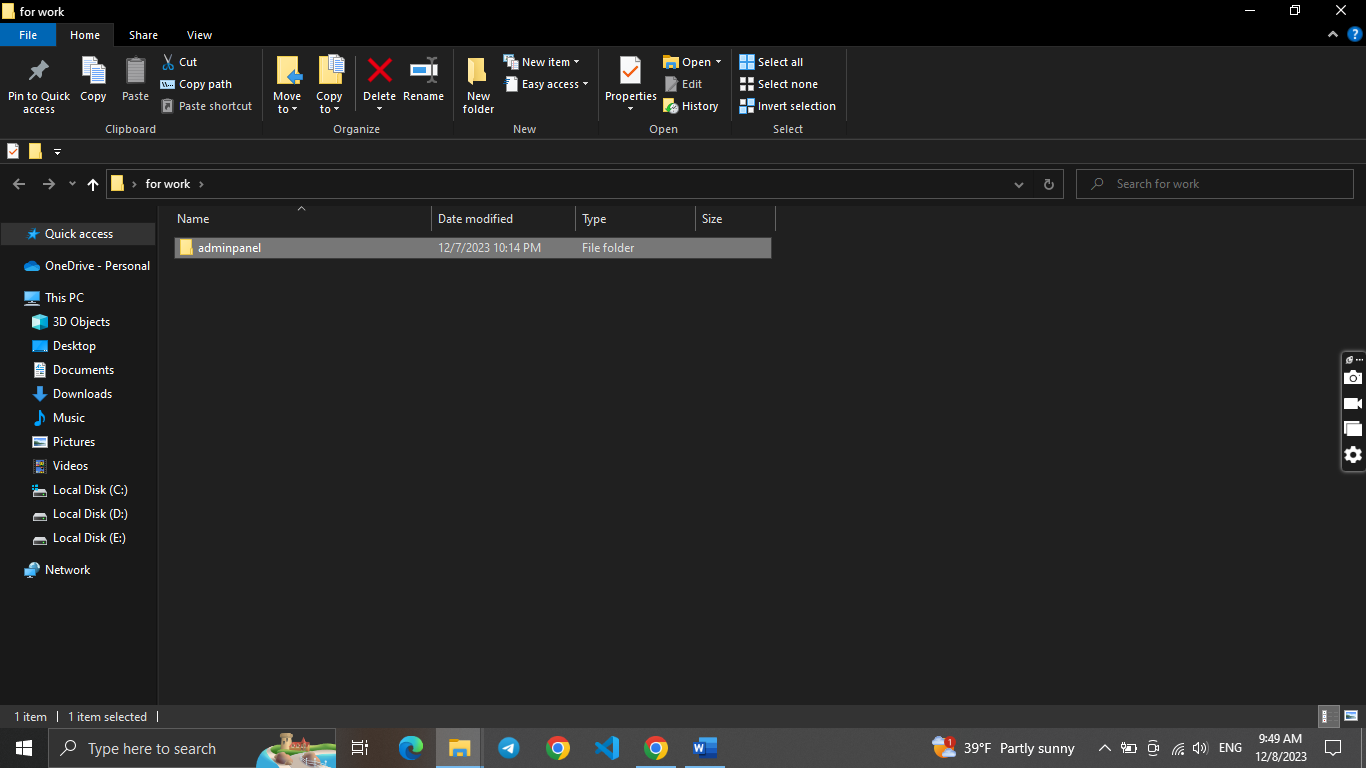 for work
File Home Share View
Pin to Quick access
Copy
Paste
Cut
Copy path
Paste shortcut
Clipboard
Move to
Copy to
Delete
Rename
Organize
New folder
New item
Easy access
New
Properties
Open
Edit
History
Open
Select all
Select none
Invert selection
Select
for work
Search for work
Name Date modified Type Size
adminpanel 12/7/2023 10:14 PM File folder
Quick access
OneDrive - Personal
This PC
3D Objects
Desktop
Documents
Downloads
Music
Pictures
Videos
Local Disk (C:)
Local Disk (D:)
Local Disk (E:)
Network
1 item 1 item selected
Type here to search
1
39°F Partly sunny
ENG
9:49 AM
12/8/2023